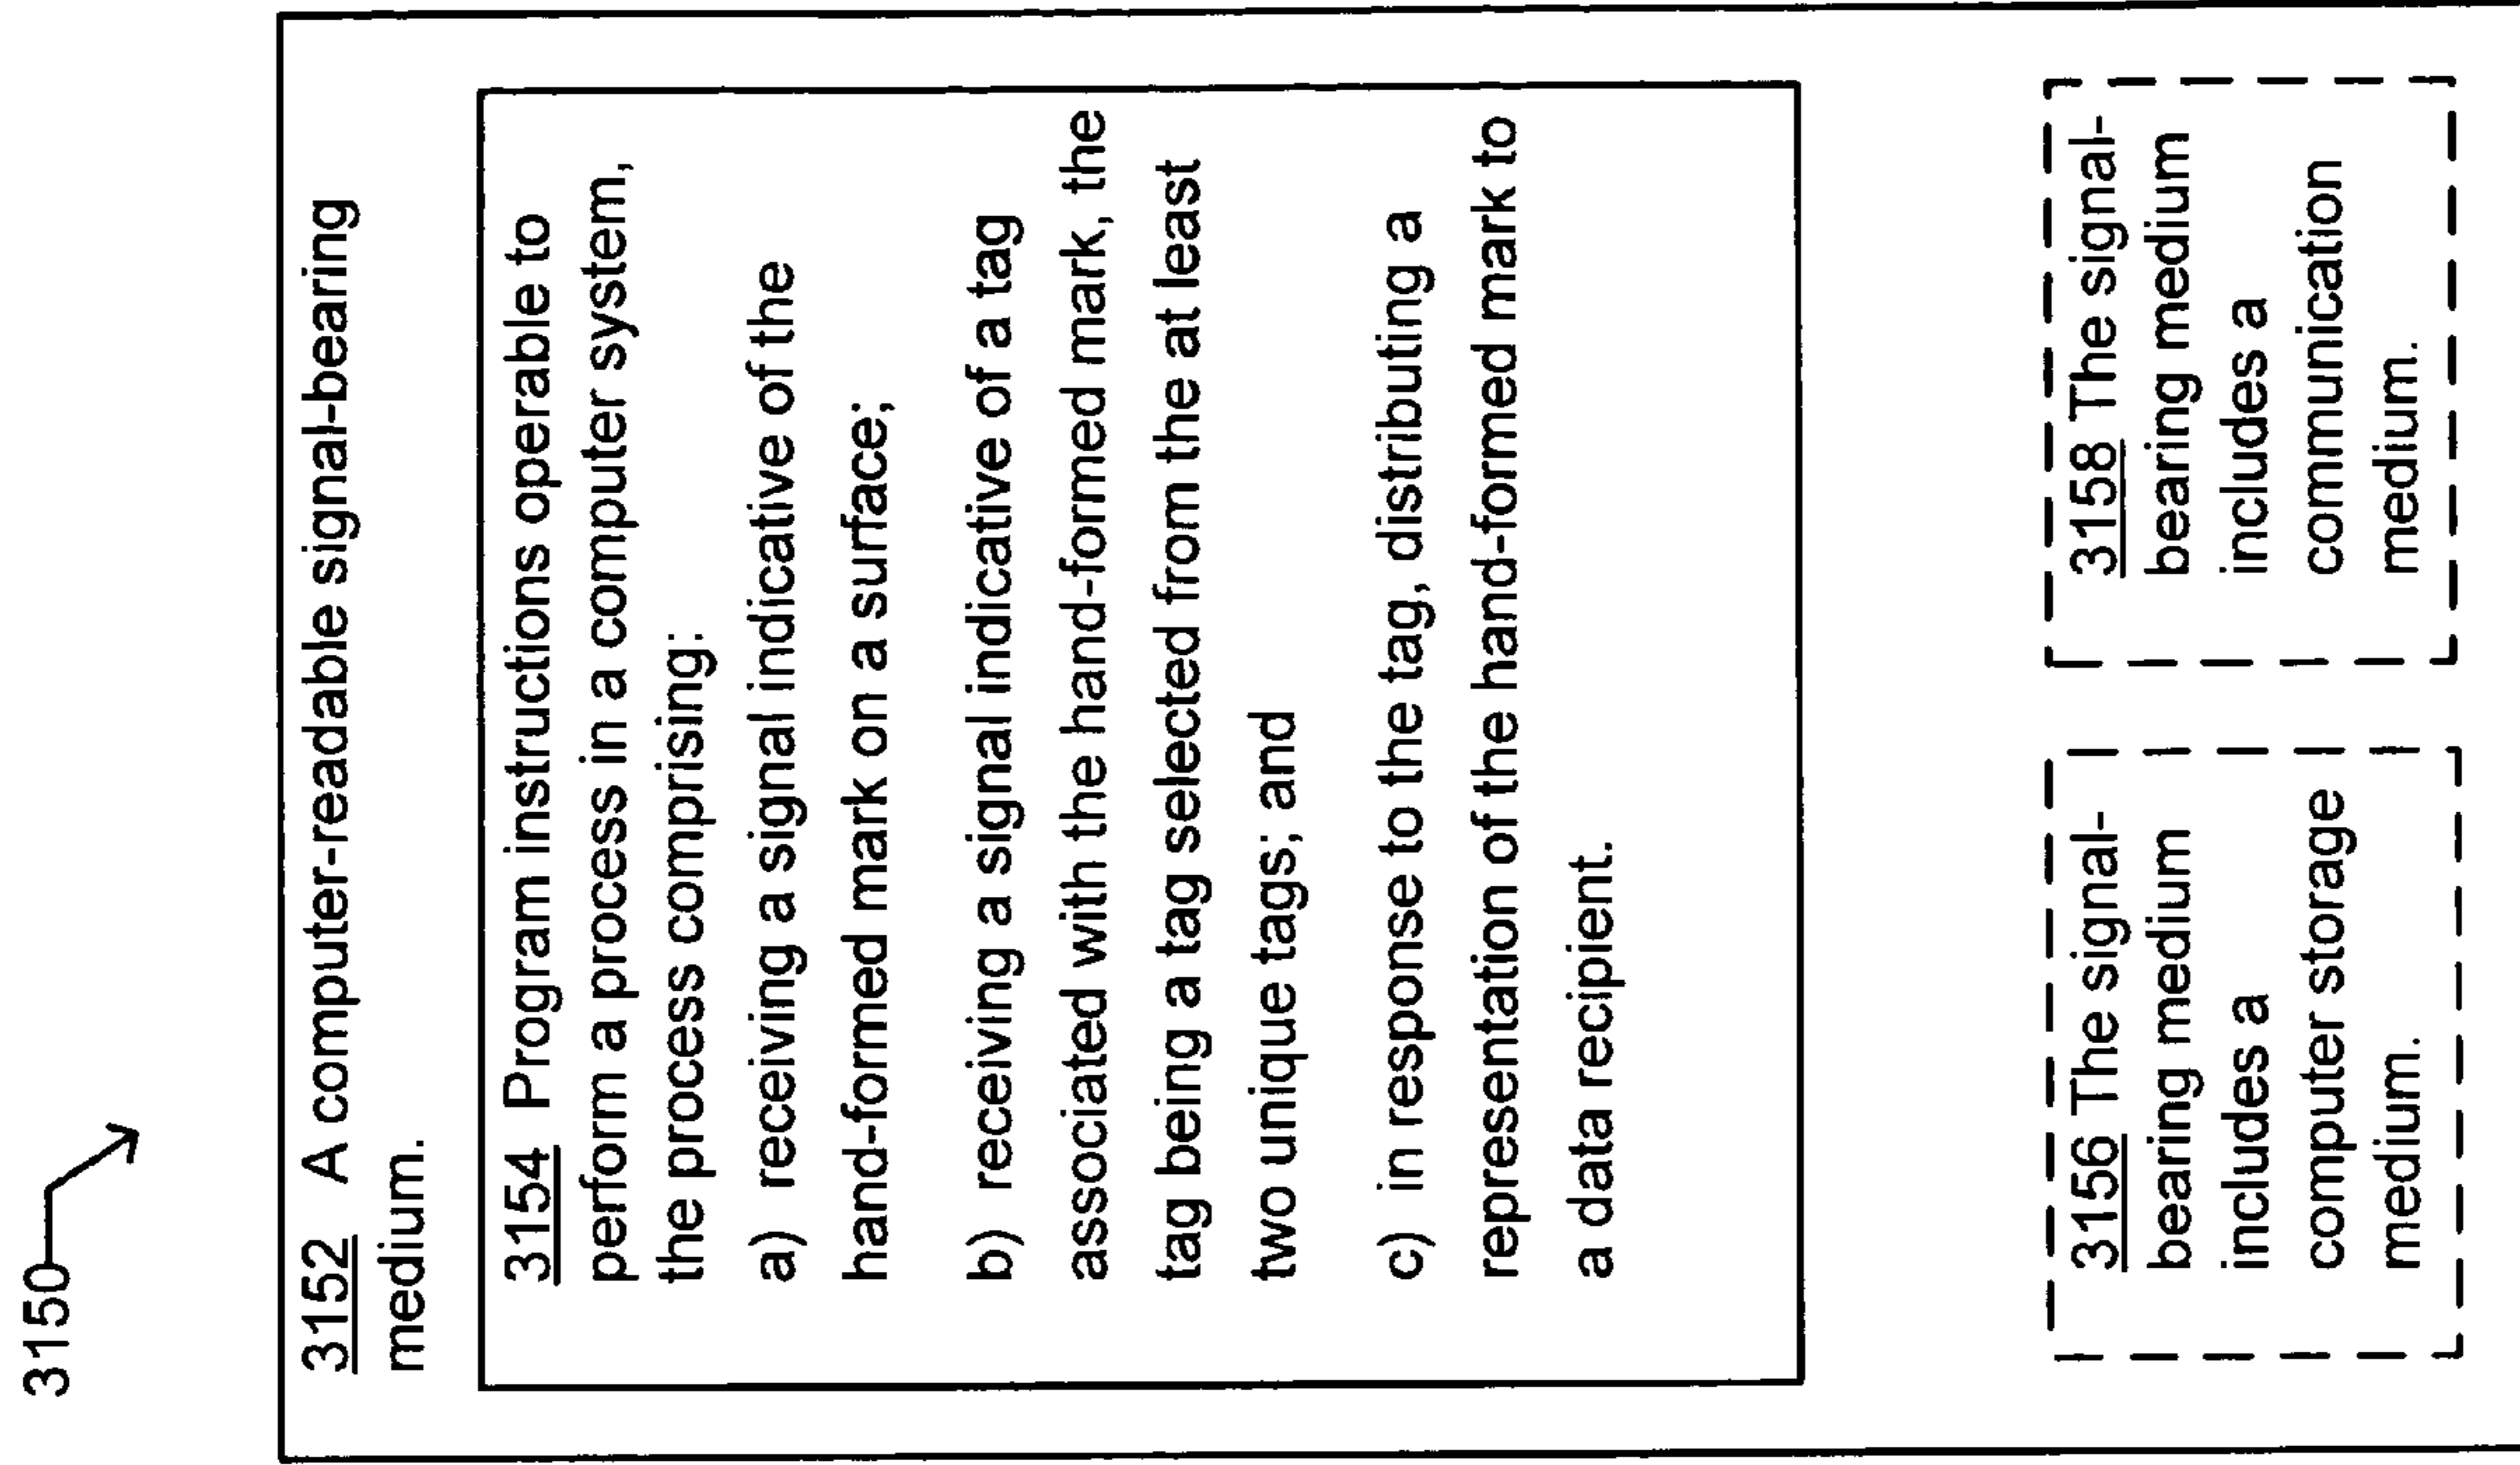 3150
3152 A computer-readable signal-bearing
medium.
3154 Program instructions operable to
perform a process in a computer system,
the process comprising:
a) receiving a signal indicative of the
hand-formed mark on a surface;
b) receiving a signal indicative of a tag
associated with the hand-formed mark, the
tag being a tag selected from the at least
two unique tags; and
c) in response to the tag, distributing a
representation of the hand-formed mark to
a data recipient.
3156 The signal-
bearing medium
includes a
computer storage
medium.
3158 The signal-
bearing medium
includes a
communication
medium.